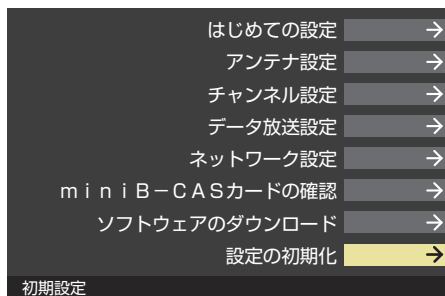 はじめての設定
アンテナ設定
チャンネル設定
データ放送設定
ネットワーク設定
ｍｉｎｉＢ－ＣＡＳカードの確認
ソフトウェアのダウンロード
設定の初期化
初期設定